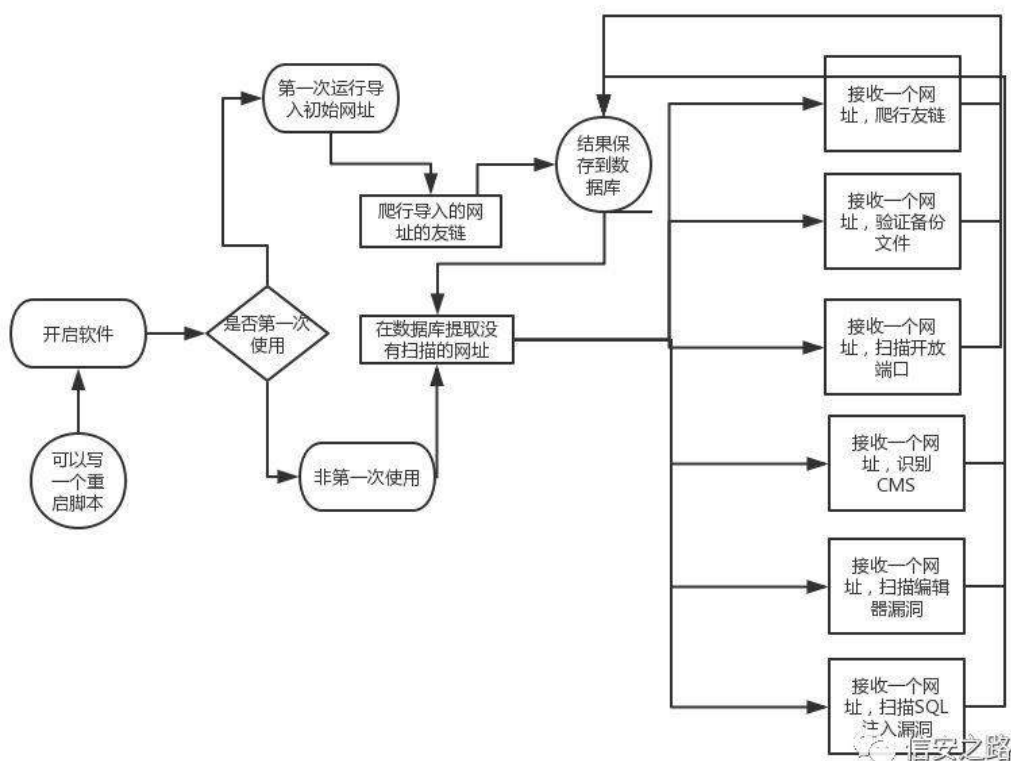 第一次运行导
入初始网址
爬行导入的网
址的友链
结果保
存到数
据库
开启软件
是否第一次
使用
在数据库提取没
有扫描的网址
可以写
一个重
启脚本
非第一次使用
接收一个网
址，爬行友链
接收一个网
址，验证备份
文件
接收一个网
址，扫描开放
端口
接收一个网
址，识别
CMS
接收一个网
址，扫描编辑
器漏洞
接收一个网
址，扫描SQL
注入漏洞
信安之路